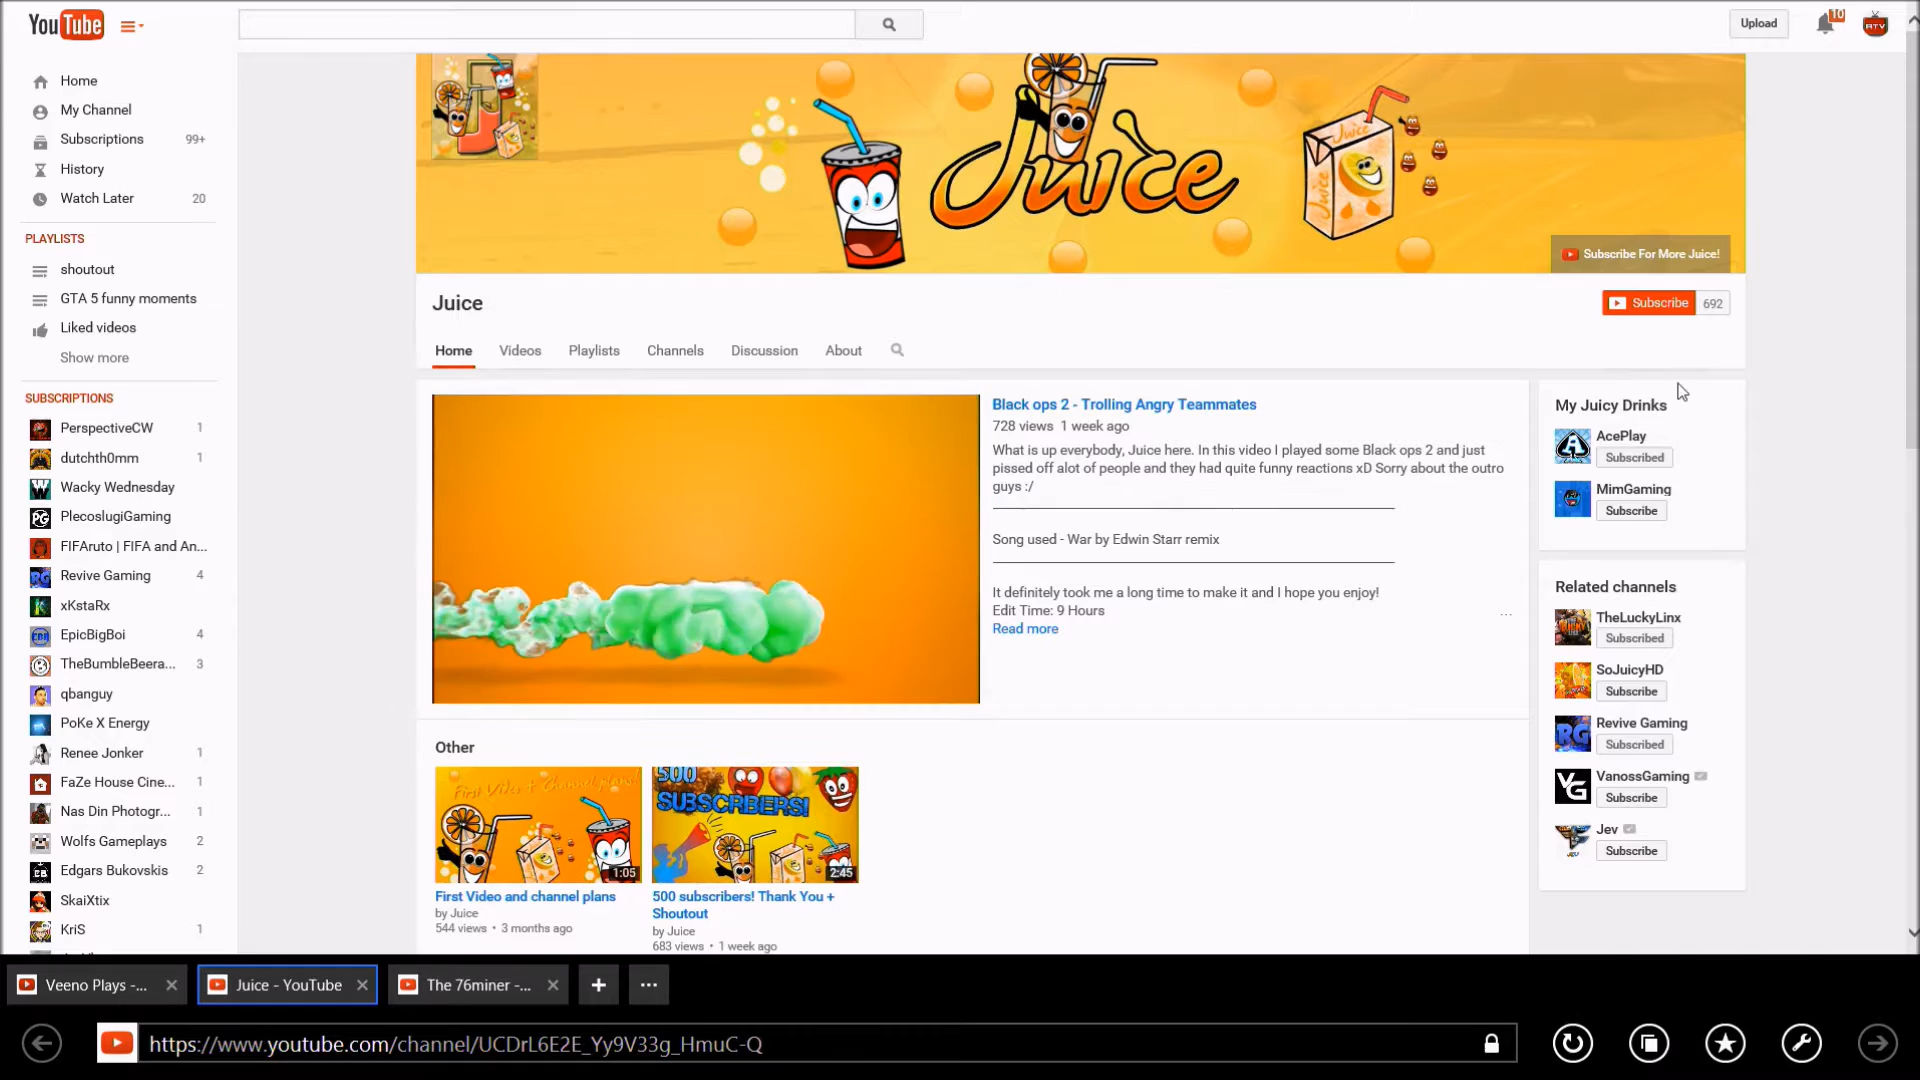 YouTube
Upload
10
RTV
Home
My Channel
Subscriptions 99+
History
Watch Later 20
PLAYLISTS
shoutout
GTA 5 funny moments
Liked videos
Show more
SUBSCRIPTIONS
PerspectiveCW 1
dutchth0mm 1
Wacky Wednesday
PlecoslugiGaming
FIFAruto | FIFA and An...
Revive Gaming 4
xKstaRx
EpicBigBoi 4
TheBumbleBeera... 3
qbanguy
PoKe X Energy
Renee Jonker 1
FaZe House Cine... 1
Nas Din Photogr... 1
Wolfs Gameplays 2
Edgars Bukovskis 2
SkaiXtix
KriS 1
Juice
Juice
Juice
Subscribe For More Juice!
Juice
Subscribe 692
Home Videos Playlists Channels Discussion About
Black ops 2 - Trolling Angry Teammates
728 views 1 week ago
What is up everybody, Juice here. In this video I played some Black ops 2 and just
pissed off alot of people and they had quite funny reactions xD Sorry about the outro
guys :/
Song used - War by Edwin Starr remix
It definitely took me a long time to make it and I hope you enjoy!
Edit Time: 9 Hours
...
Read more
My Juicy Drinks
AcePlay
Subscribed
MimGaming
Subscribe
Related channels
TheLuckyLinx
Subscribed
SoJuicyHD
Subscribe
RG
Revive Gaming
Subscribed
VG
VanossGaming
Subscribe
Jev
Subscribe
Other
First Video + Channel plans!
1:05
500
SUBSCRBERS!
2:45
First Video and channel plans
by Juice
544 views • 3 months ago
500 subscribers! Thank You +
Shoutout
by Juice
683 views • 1 week ago
Veeno Plays -...
Juice - YouTube
The 76miner -...
https://www.youtube.com/channel/UCDrL6E2E_Yy9V33g_HmuC-Q